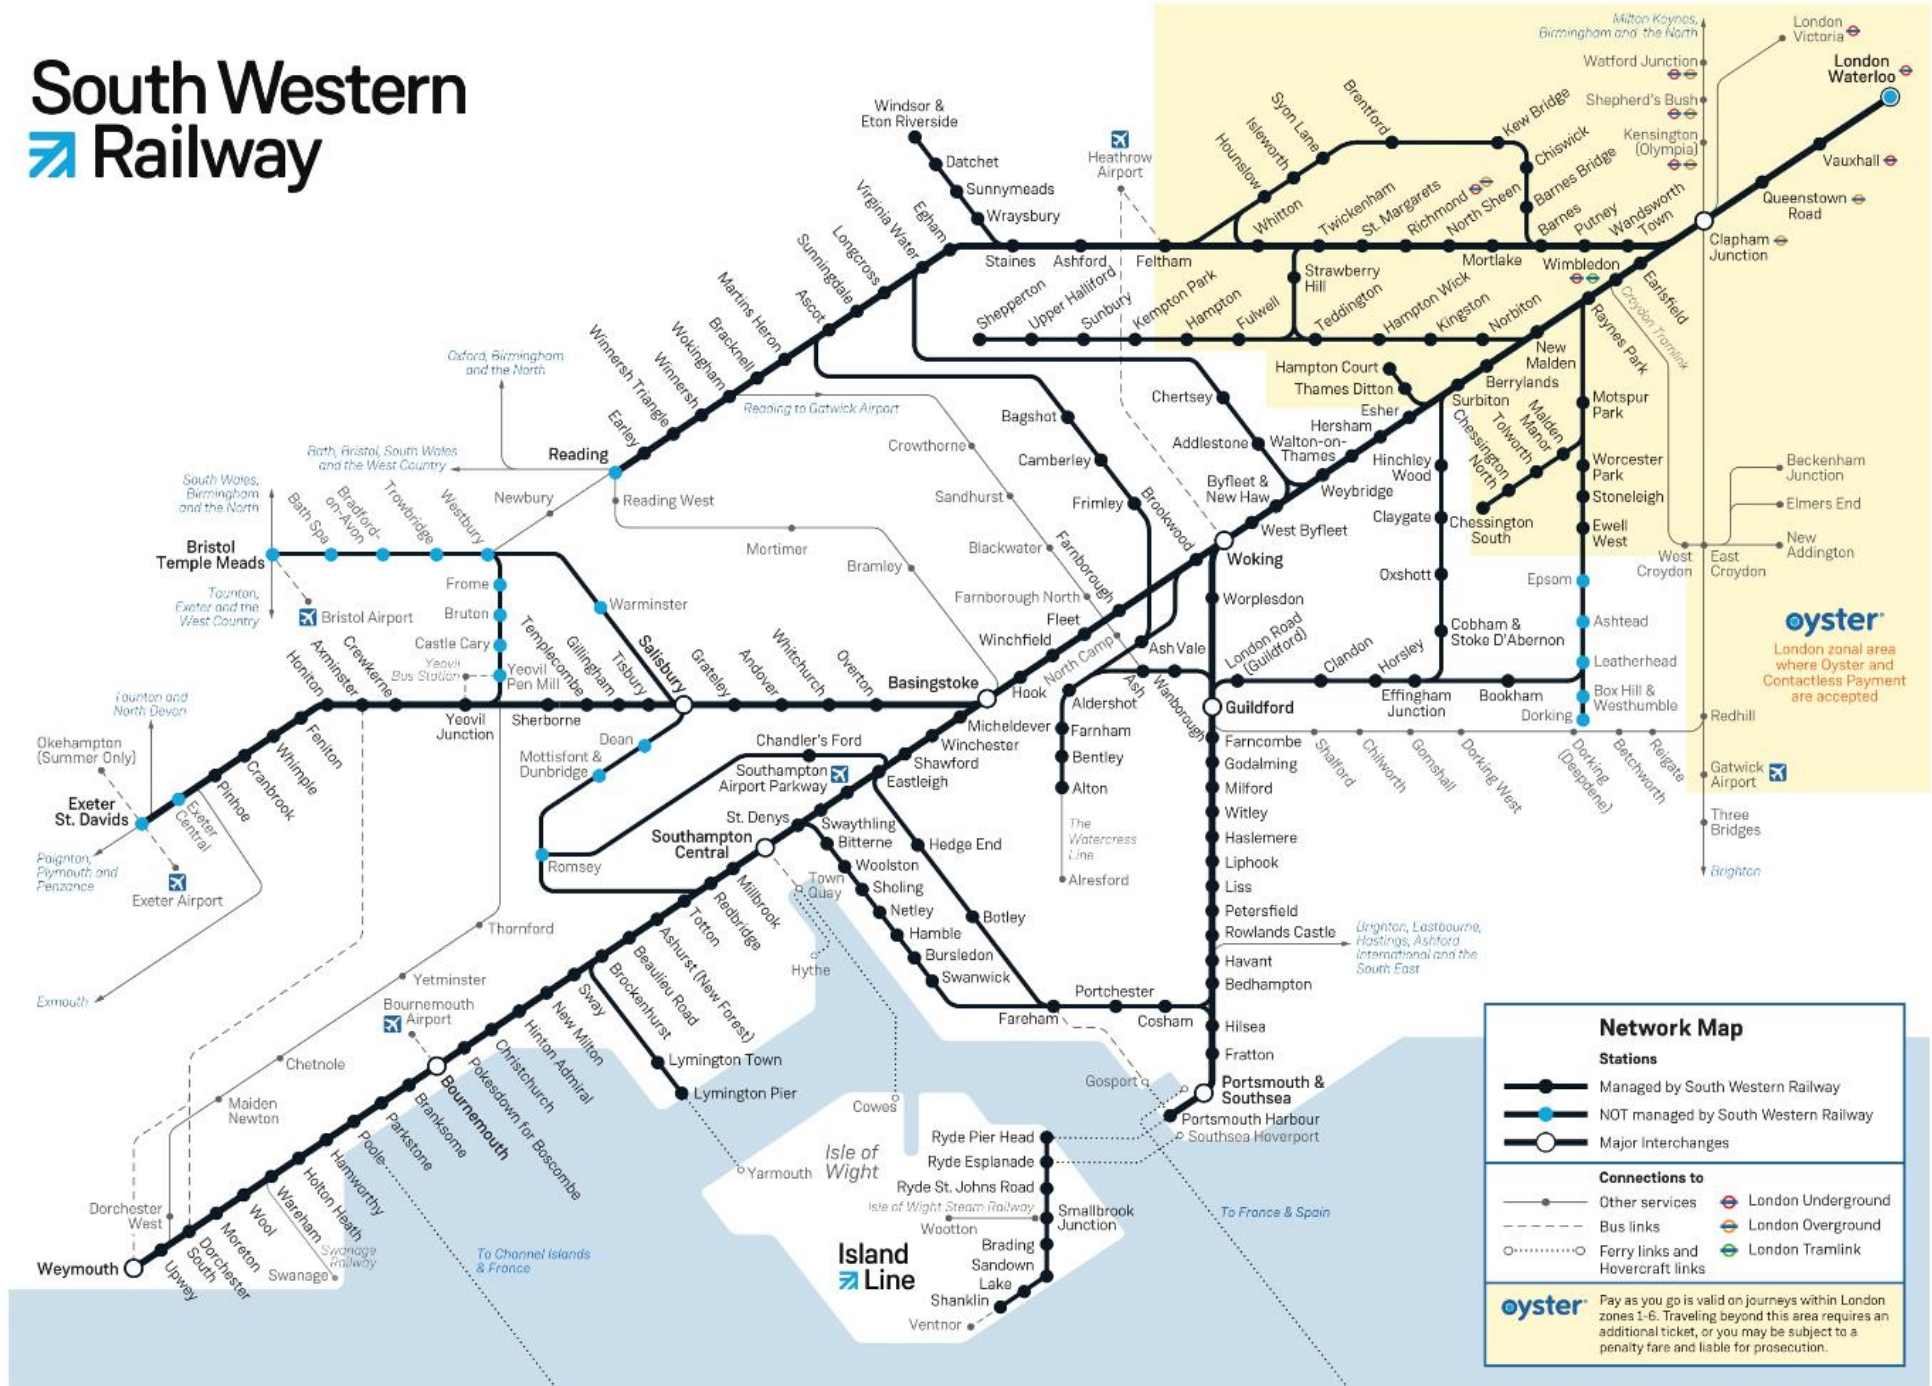 South Western
Railway
Milton Keynes,
Birmingham and the North
London
Victoria
Watford Junction
London
Waterloo
Shepherd's Bush
Kensington
(Olympia)
Vauxhall
Queenstown
Road
Clapham
Junction
Windsor &
Eton Riverside
Datchet
Sunnymeads
Wraysbury
Heathrow
Airport
Hounslow
Isleworth
Syon Lane
Brentford
Kew Bridge
Chiswick
Barnes Bridge
Whitton
Twickenham
St. Margarets
Richmond
North Sheen
Barnes
Putney
Wandsworth
Town
Staines
Ashford
Feltham
Mortlake
Wimbledon
Earlsfield
Croydon Tramlink
Raynes Park
Strawberry
Hill
Shepperton
Upper Halliford
Sunbury
Kempton Park
Hampton
Fulwell
Teddington
Hampton Wick
Kingston
Norbiton
New
Malden
Berrylands
Surbiton
Hampton Court
Thames Ditton
Esher
Hersham
Walton-on-
Thames
Weybridge
Byfleet &
New Haw
West Byfleet
Woking
Motspur
Park
Malden
Manor
Tolworth
Chessington
North
Chessington
South
Worcester
Park
Stoneleigh
Ewell
West
Epsom
Ashead
Leatherhead
Box Hill &
Westhumble
Dorking
Hinchley
Wood
Claygate
Oxshott
Cobham &
Stoke D'Abernon
London Road
(Guildford)
Clandon
Horsley
Effingham
Junction
Bookham
Beckenham
Junction
Elmers End
New
Addington
West
Croydon
East
Croydon
oyster
London zonal area
where Oyster and
Contactless Payment
are accepted
Redhill
Gatwick
Airport
Three
Bridges
Brighton
Shalford
Chilworth
Gomshall
Dorking West
Dorking
(Deepdene)
Betchworth
Reigate
Egham
Virginia Water
Longcross
Sunningdale
Ascot
Martins Heron
Bracknell
Wokingham
Winnersh
Winnersh Triangle
Earley
Reading
Reading West
Oxford, Birmingham
and the North
Bath, Bristol, South Wales
and the West Country
Reading to Gatwick Airport
Crowthorne
Sandhurst
Blackwater
Farnborough North
North Camp
Chertsey
Addlestone
Bagshot
Camberley
Frimley
Brookwood
Farnborough
Fleet
Winchfield
Hook
Basingstoke
Ash Vale
Ash
Wanborough
Aldershot
Farnham
Bentley
Alton
The
Watercress
Line
Alresford
Worplesdon
Guildford
Farncombe
Godalming
Milford
Witley
Haslemere
Liphook
Liss
Petersfield
Rowlands Castle
Havant
Bedhampton
Hilsea
Fratton
Portsmouth &
Southsea
Portsmouth Harbour
Southsea Hoverport
Brighton, Eastbourne,
Hastings, Ashford
International and the
South East
Newbury
Mortimer
Bramley
South Wales,
Birmingham
and the North
Bristol
Temple Meads
Bath Spa
Bradford-
on-Avon
Trowbridge
Westbury
Bristol Airport
Taunton,
Exeter and the
West Country
Frome
Bruton
Castle Cary
Yeovil
Bus Station
Yeovil
Pen Mill
Warminster
Salisbury
Tisbury
Gillingham
Templecombe
Sherborne
Yeovil
Junction
Crewkerne
Axminster
Honiton
Feniton
Whimple
Cranbrook
Pinhoe
Exeter
Central
Exeter
St. Davids
Exeter Airport
Taunton and
North Devon
Okehampton
(Summer Only)
Paignton,
Plymouth and
Penzance
Exmouth
Grateley
Andover
Whitchurch
Overton
Dean
Mottisfont &
Dunbridge
Romsey
Chandler's Ford
Micheldever
Winchester
Shawford
Eastleigh
Southampton
Airport Parkway
Swaythling
St. Denys
Southampton
Central
Bitterne
Woolston
Sholing
Netley
Hamble
Bursledon
Swanwick
Hedge End
Botley
Fareham
Portchester
Cosham
Gosport
Town
Quay
Hythe
Cowes
Millbrook
Redbridge
Totton
Ashurst (New Forest)
Beaulieu Road
Brockenhurst
Sway
New Milton
Hinton Admiral
Christchurch
Pokesdown for Boscombe
Bournemouth
Branksome
Parkstone
Poole
Hamworthy
Holton Heath
Wareham
Wool
Moreton
Dorchester
South
Upwey
Weymouth
Swanage
Railway
Swanage
Lymington Town
Lymington Pier
Yarmouth
Bournemouth
Airport
Thornford
Yetminster
Chetnole
Maiden
Newton
Dorchester
West
To Channel Islands
& France
To France & Spain
Isle of
Wight
Ryde Pier Head
Ryde Esplanade
Ryde St. Johns Road
Isle of Wight Steam Railway
Wootton
Smallbrook
Junction
Brading
Sandown
Lake
Shanklin
Ventnor
Island
Line
Network Map
Stations
Managed by South Western Railway
NOT managed by South Western Railway
Major Interchanges
Connections to
Other services
London Underground
Bus links
London Overground
Ferry links and
Hovercraft links
London Tramlink
oyster
Pay as you go is valid on journeys within London
zones 1-6. Traveling beyond this area requires an
additional ticket, or you may be subject to a
penalty fare and liable for prosecution.